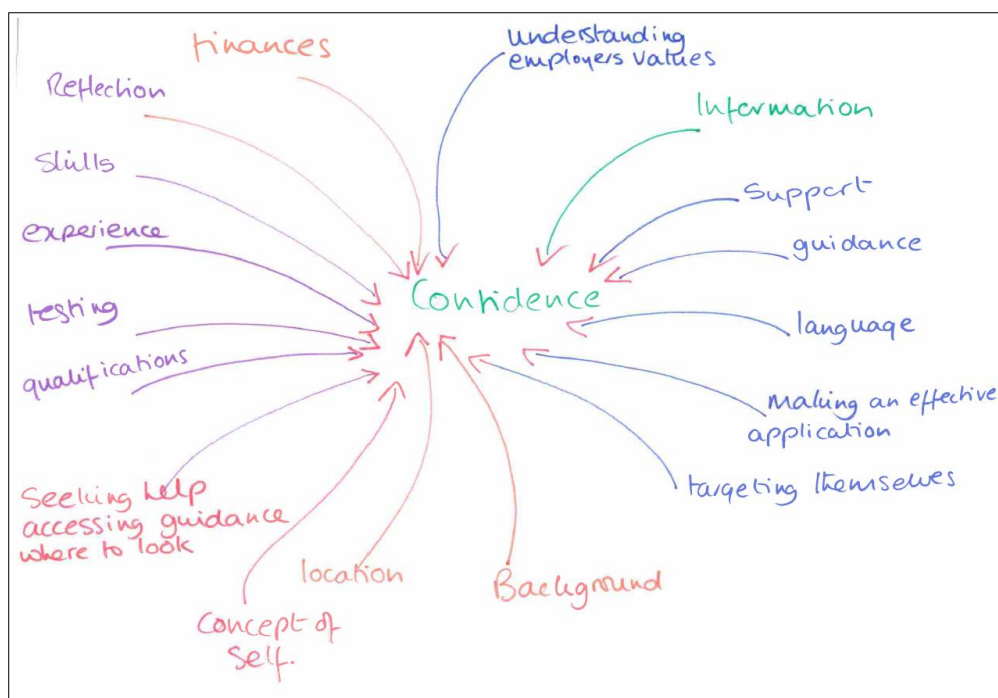 finances
understanding
employers values
Reflection
Information
Skills
Support
experience
guidance
Confidence
testing
language
qualifications
making an effective
application
targeting themselves
Seeking help
accessing guidance
where to look
location
Background
Concept of
Self.